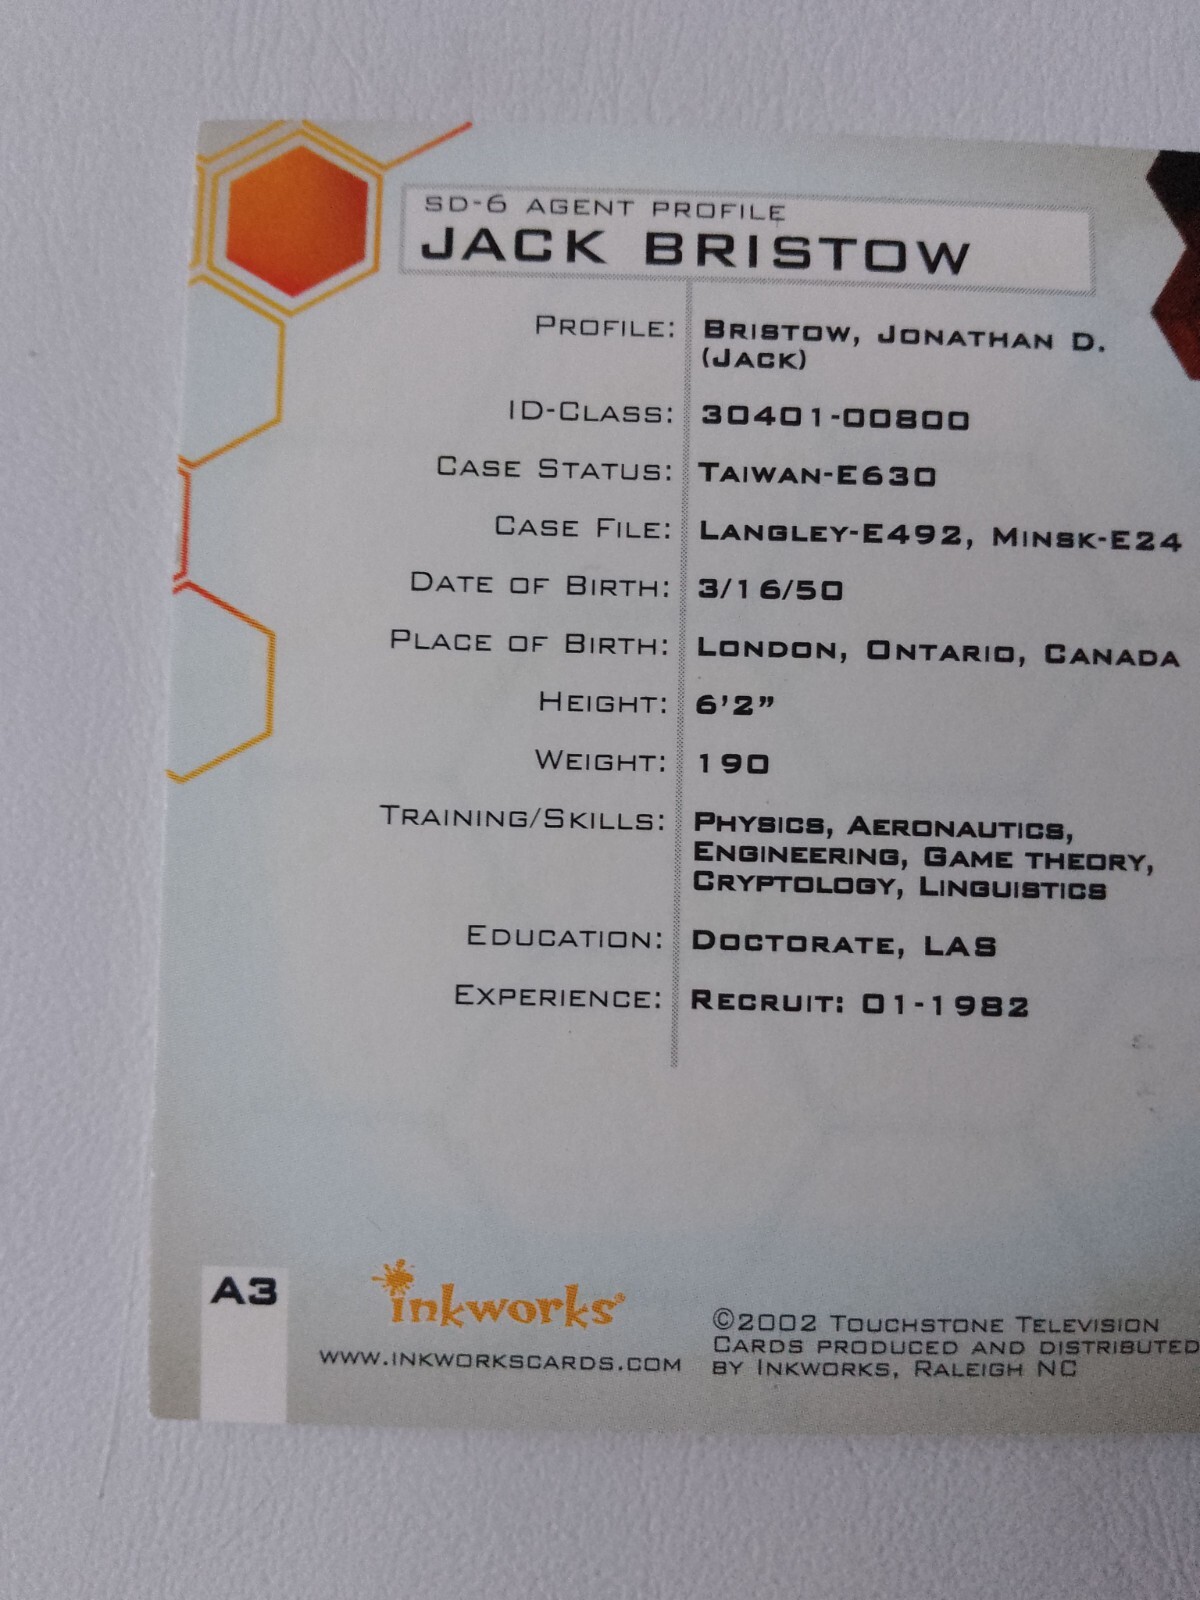 SD-6 AGENT PROFILE
JACK BRISTOW
PROFILE: BRISTOW, JONATHAN D.
(JACK)
ID-CLASS: 30401-00800
CASE STATUS: TAIWAN-E630
CASE FILE: LANGLEY-E492, MINSK-E24
DATE OF BIRTH: 3/16/50
PLACE OF BIRTH: LONDON, ONTARIO, CANADA
HEIGHT: 6'2"
WEIGHT: 190
TRAINING/SKILLS: PHYSICS, AERONAUTICS,
ENGINEERING, GAME THEORY,
CRYPTOLOGY, LINGUISTICS
EDUCATION: DOCTORATE, LAS
EXPERIENCE: RECRUIT: 01-1982
A3
inkworks®
WWW.INKWORKSCARDS.COM
©2002 TOUCHSTONE TELEVISION
CARDS PRODUCED AND DISTRIBUTED
BY INKWORKS, RALEIGH NC